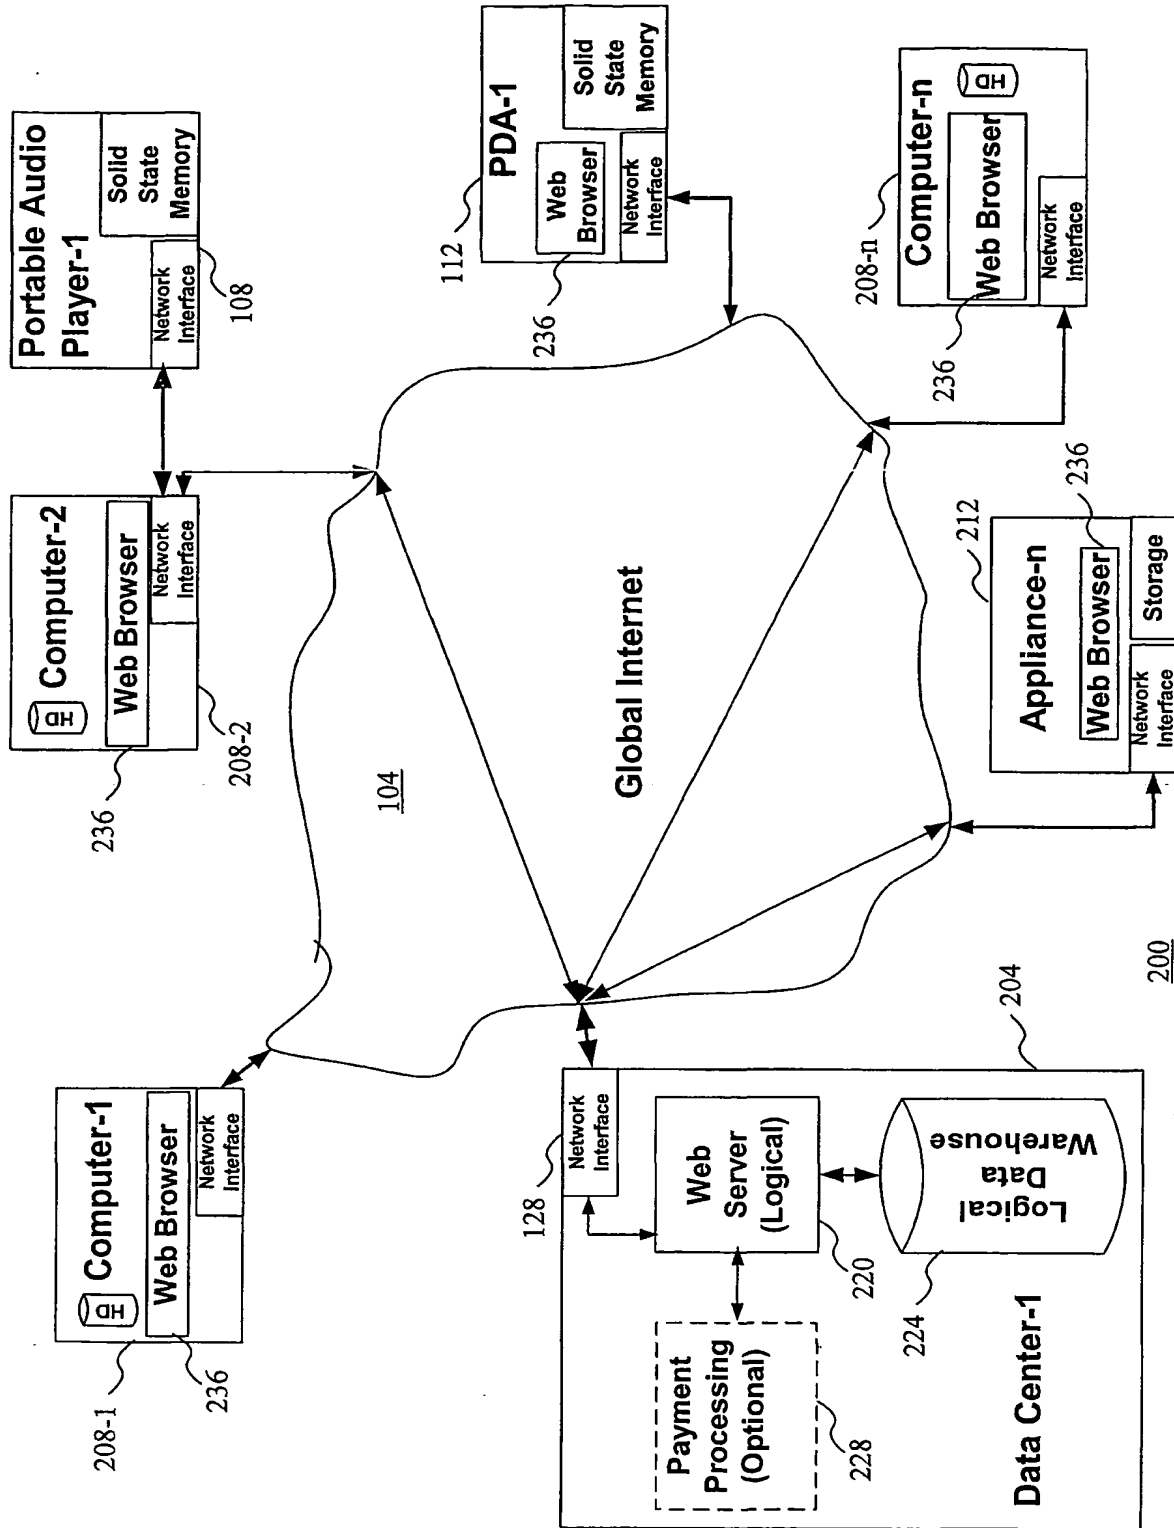 208-1
HD
Computer-1
Web Browser
Network
Interface
236
HD
Computer-2
Web Browser
Network
Interface
236
208-2
Portable Audio
Player-1
Solid
State
Memory
Network
Interface
108
104
Global Internet
PDA-1
Solid
State
Memory
Web
Browser
Network
Interface
112
236
128
Network
Interface
Web
Server
(Logical)
220
Payment
Processing
(Optional)
228
Logical
Data
Warehouse
224
Data Center-1
204
Computer-n
HD
Web Browser
Network
Interface
208-n
236
Appliance-n
Web Browser
Network
Interface
Storage
212
236
200